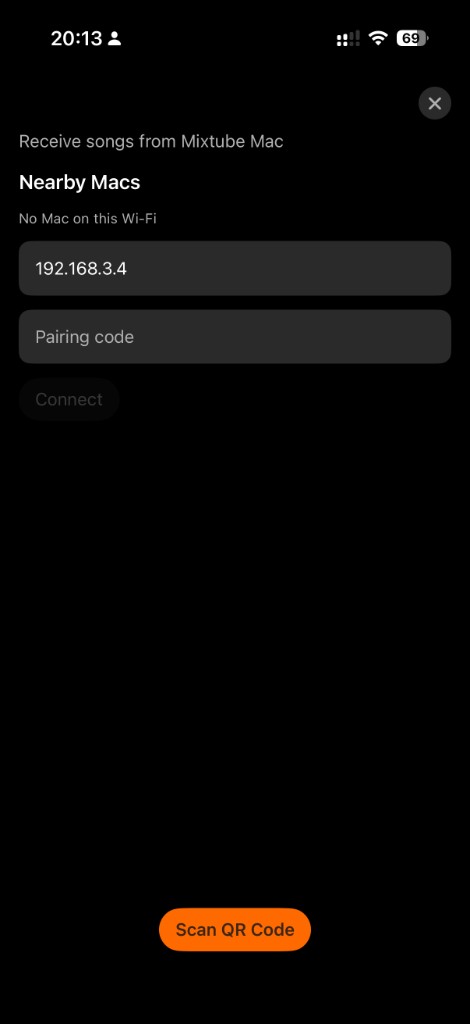 20:13
69
Receive songs from Mixtube Mac
Nearby Macs
No Mac on this Wi-Fi
192.168.3.4
Pairing code
Connect
Scan QR Code